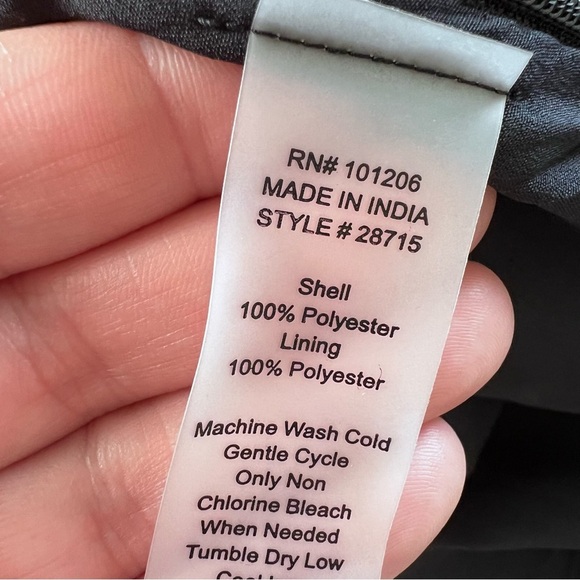 RN# 101206
MADE IN INDIA
STYLE # 28715
Shell
100% Polyester
Lining
100% Polyester
Machine Wash Cold
Gentle Cycle
Only Non
Chlorine Bleach
When Needed
Tumble Dry Low